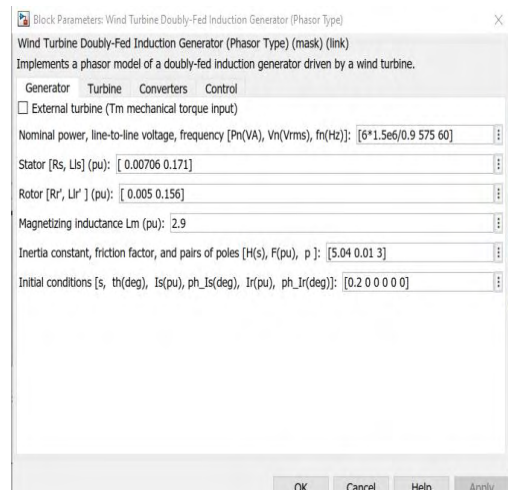 Block Parameters: Wind Turbine Doubly-Fed Induction Generator (Phasor Type)
Wind Turbine Doubly-Fed Induction Generator (Phasor Type) (mask) (link)
Implements a phasor model of a doubly-fed induction generator driven by a wind turbine.
Generator Turbine Converters Control
External turbine (Tm mechanical torque input)
Nominal power, line-to-line voltage, frequency [Pn(VA), Vn(Vrms), fn(Hz)]: [6*1.5e6/0.9 575 60]
Stator [Rs, Lls] (pu): [ 0.00706 0.171]
Rotor [Rr', Llr' ] (pu): [ 0.005 0.156]
Magnetizing inductance Lm (pu): 2.9
Inertia constant, friction factor, and pairs of poles [H(s), F(pu), p ]: [5.04 0.01 3]
Initial conditions [s, th(deg), Is(pu), ph_Is(deg), Ir(pu), ph_Ir(deg)]: [0.2 0 0 0 0 0]
OK Cancel Help Apply